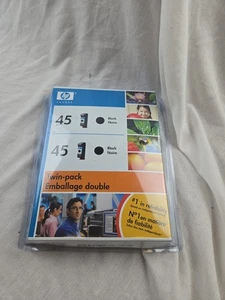 hp
invent
45
Black
Noire
45
Black
Noire
Twin-pack
Emballage double
#1 in reliability
N°1 en matière
de fiabilité